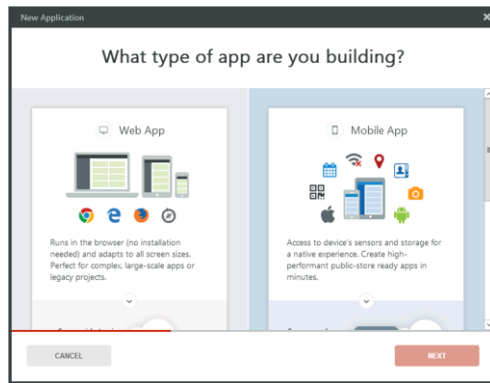 New Application
What type of app are you building?
Web App
Runs in the browser (no installation
needed) and adapts to all screen sizes.
Perfect for complex, large-scale apps or
legacy projects.
Mobile App
Access to device's sensors and storage for
a native experience. Create high-
performant public-store ready apps in
minutes.
CANCEL
NEXT